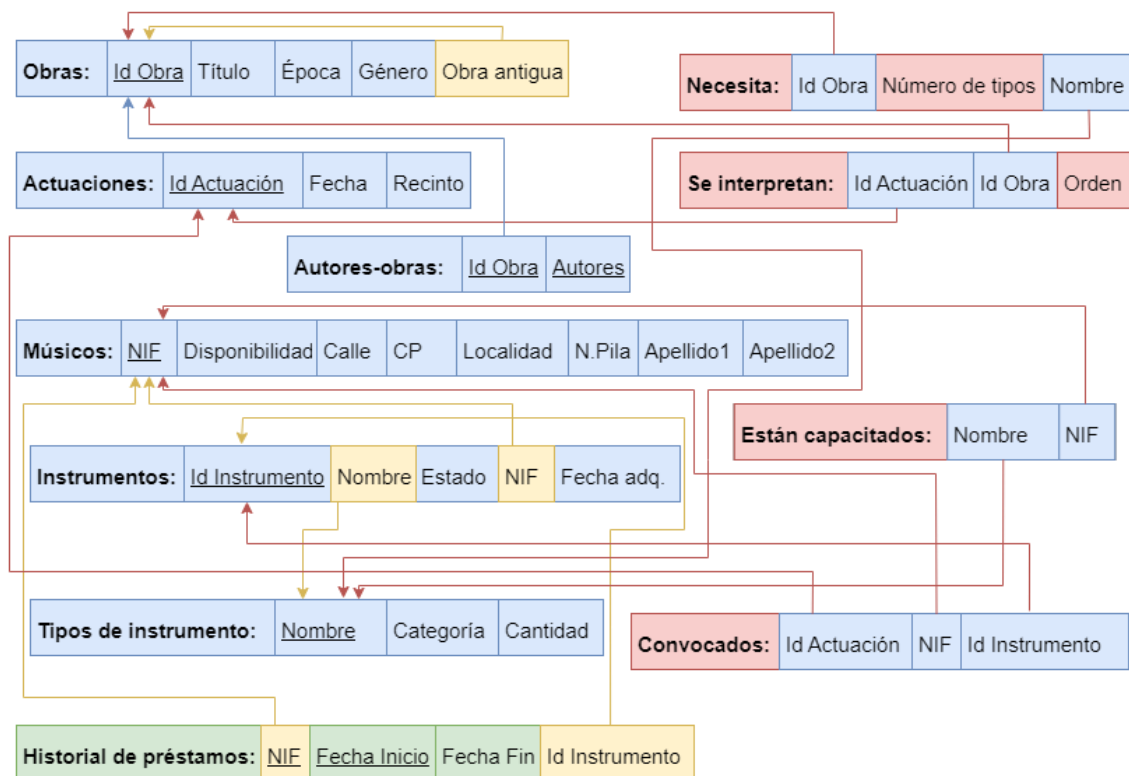 Obras: Id Obra Título Época Género Obra antigua
Necesita: Id Obra Número de tipos Nombre
Actuaciones: Id Actuación Fecha Recinto
Se interpretan: Id Actuación Id Obra Orden
Autores-obras: Id Obra Autores
Músicos: NIF Disponibilidad Calle CP Localidad N.Pila Apellido1 Apellido2
Están capacitados: Nombre NIF
Instrumentos: Id Instrumento Nombre Estado NIF Fecha adq.
Tipos de instrumento: Nombre Categoría Cantidad
Convocados: Id Actuación NIF Id Instrumento
Historial de préstamos: NIF Fecha Inicio Fecha Fin Id Instrumento